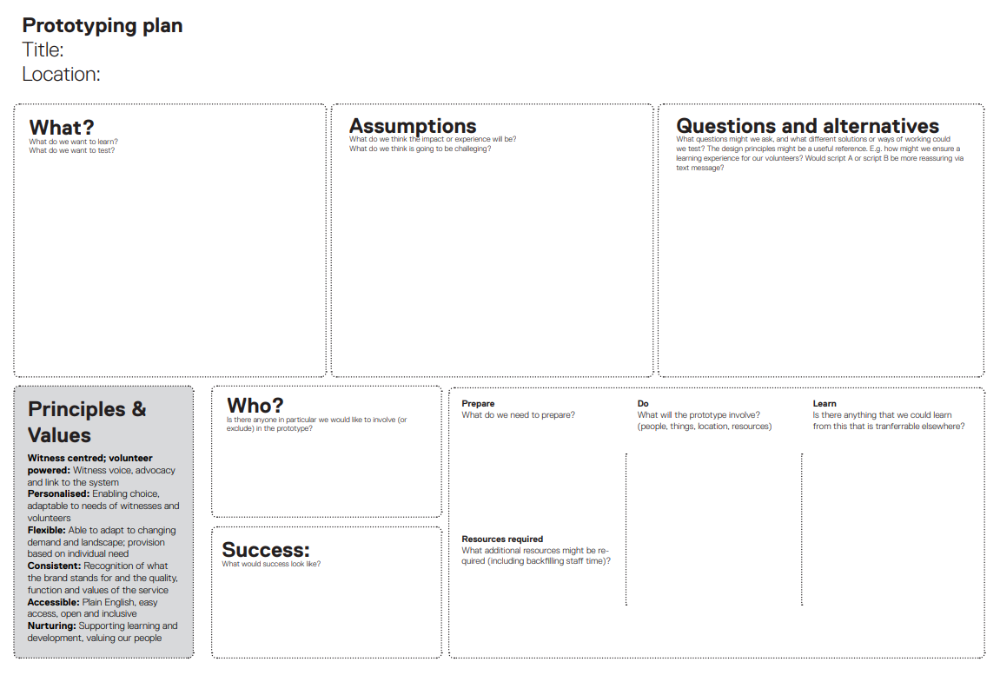 Prototyping plan
Title:
Location:
What?
What do we want to learn?
What do we want to test?
Assumptions
What do we think the impact or experience will be?
What do we think is going to be challeging?
Questions and alternatives
What questions might we ask, and what different solutions or ways of working could
we test? The design principles might be a useful reference. E.g. how might we ensure a
learning experience for our volunteers? Would script A or script B be more reassuring via
text message?
Principles &
Values
Witness centred; volunteer
powered: Witness voice, advocacy
and link to the system
Personalised: Enabling choice,
adaptable to needs of witnesses and
volunteers
Flexible: Able to adapt to changing
demand and landscape; provision
based on individual need
Consistent: Recognition of what
the brand stands for and the quality,
function and values of the service
Accessible: Plain English, easy
access, open and inclusive
Nurturing: Supporting learning and
development, valuing our people
Who?
Is there anyone in particular we would like to involve (or
exclude) in the prototype?
Success:
What would success look like?
Prepare
What do we need to prepare?
Resources required
What additional resources might be re-
quired (including backfilling staff time)?
Do
What will the prototype involve?
(people, things, location, resources)
Learn
Is there anything that we could learn
from this that is tranferrable elsewhere?